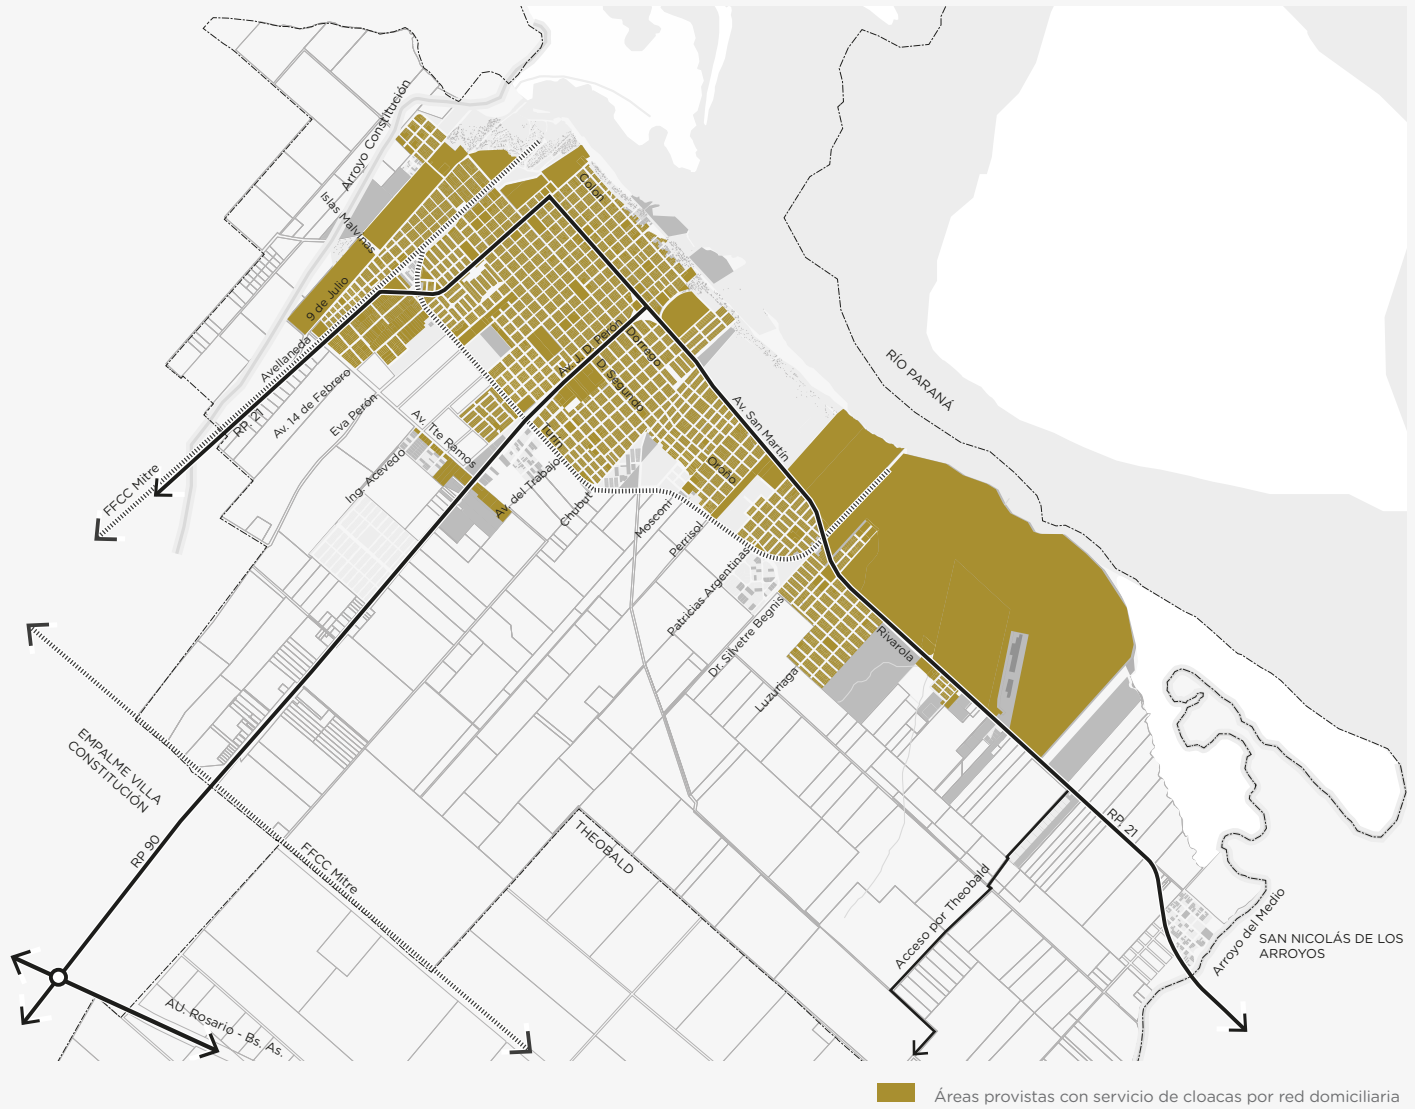 Arroyo Constitución
Islas Malvinas
Colón
9 de Julio
Avellaneda
RP. 21
Av. 14 de Febrero
Eva Perón
Av. Tte Ramos
Ing. Acevedo
FFCC Mitre
Av. J. D. Perón
Dorrego
D. Segundo
Turín
Av. del Trabajo
Chubut
Mosconi
Perrisol
Oroño
Av. San Martín
RÍO PARANÁ
Patricias Argentinas
Dr. Silvetre Begnis
Luzuriaga
Rivarola
EMPALME VILLA
CONSTITUCIÓN
RP 90
FFCC Mitre
THEOBALD
RP. 21
Acceso por Theobald
Arroyo del Medio
SAN NICOLÁS DE LOS
ARROYOS
AU. Rosario - Bs. As.
Áreas provistas con servicio de cloacas por red domiciliaria